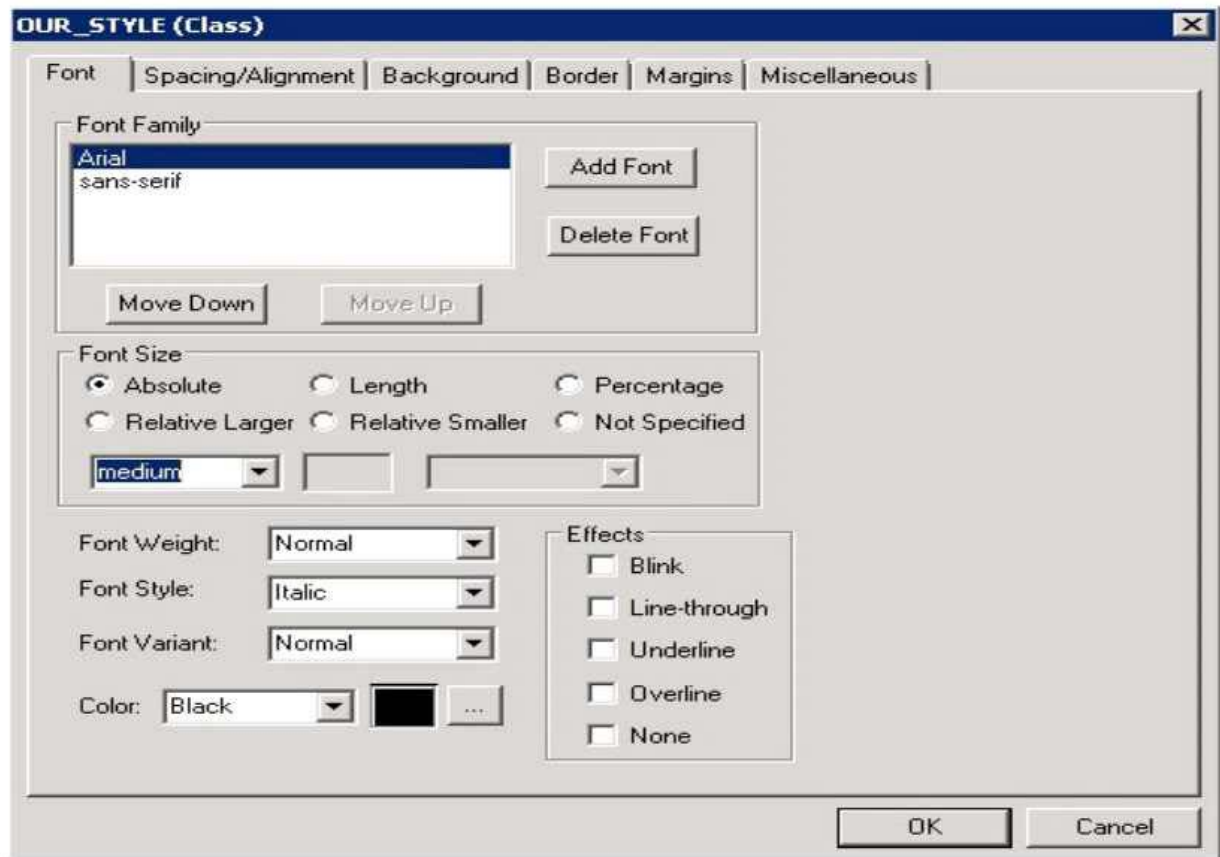 OUR_STYLE (Class)
Font Spacing/Alignment Background Border Margins Miscellaneous
Font Family
Arial
sans-serif
Add Font
Delete Font
Move Down Move Up
Font Size
Absolute Length Percentage
Relative Larger Relative Smaller Not Specified
medium
Font Weight: Normal
Font Style: Italic
Font Variant: Normal
Color: Black ...
Effects
Blink
Line-through
Underline
Overline
None
OK Cancel